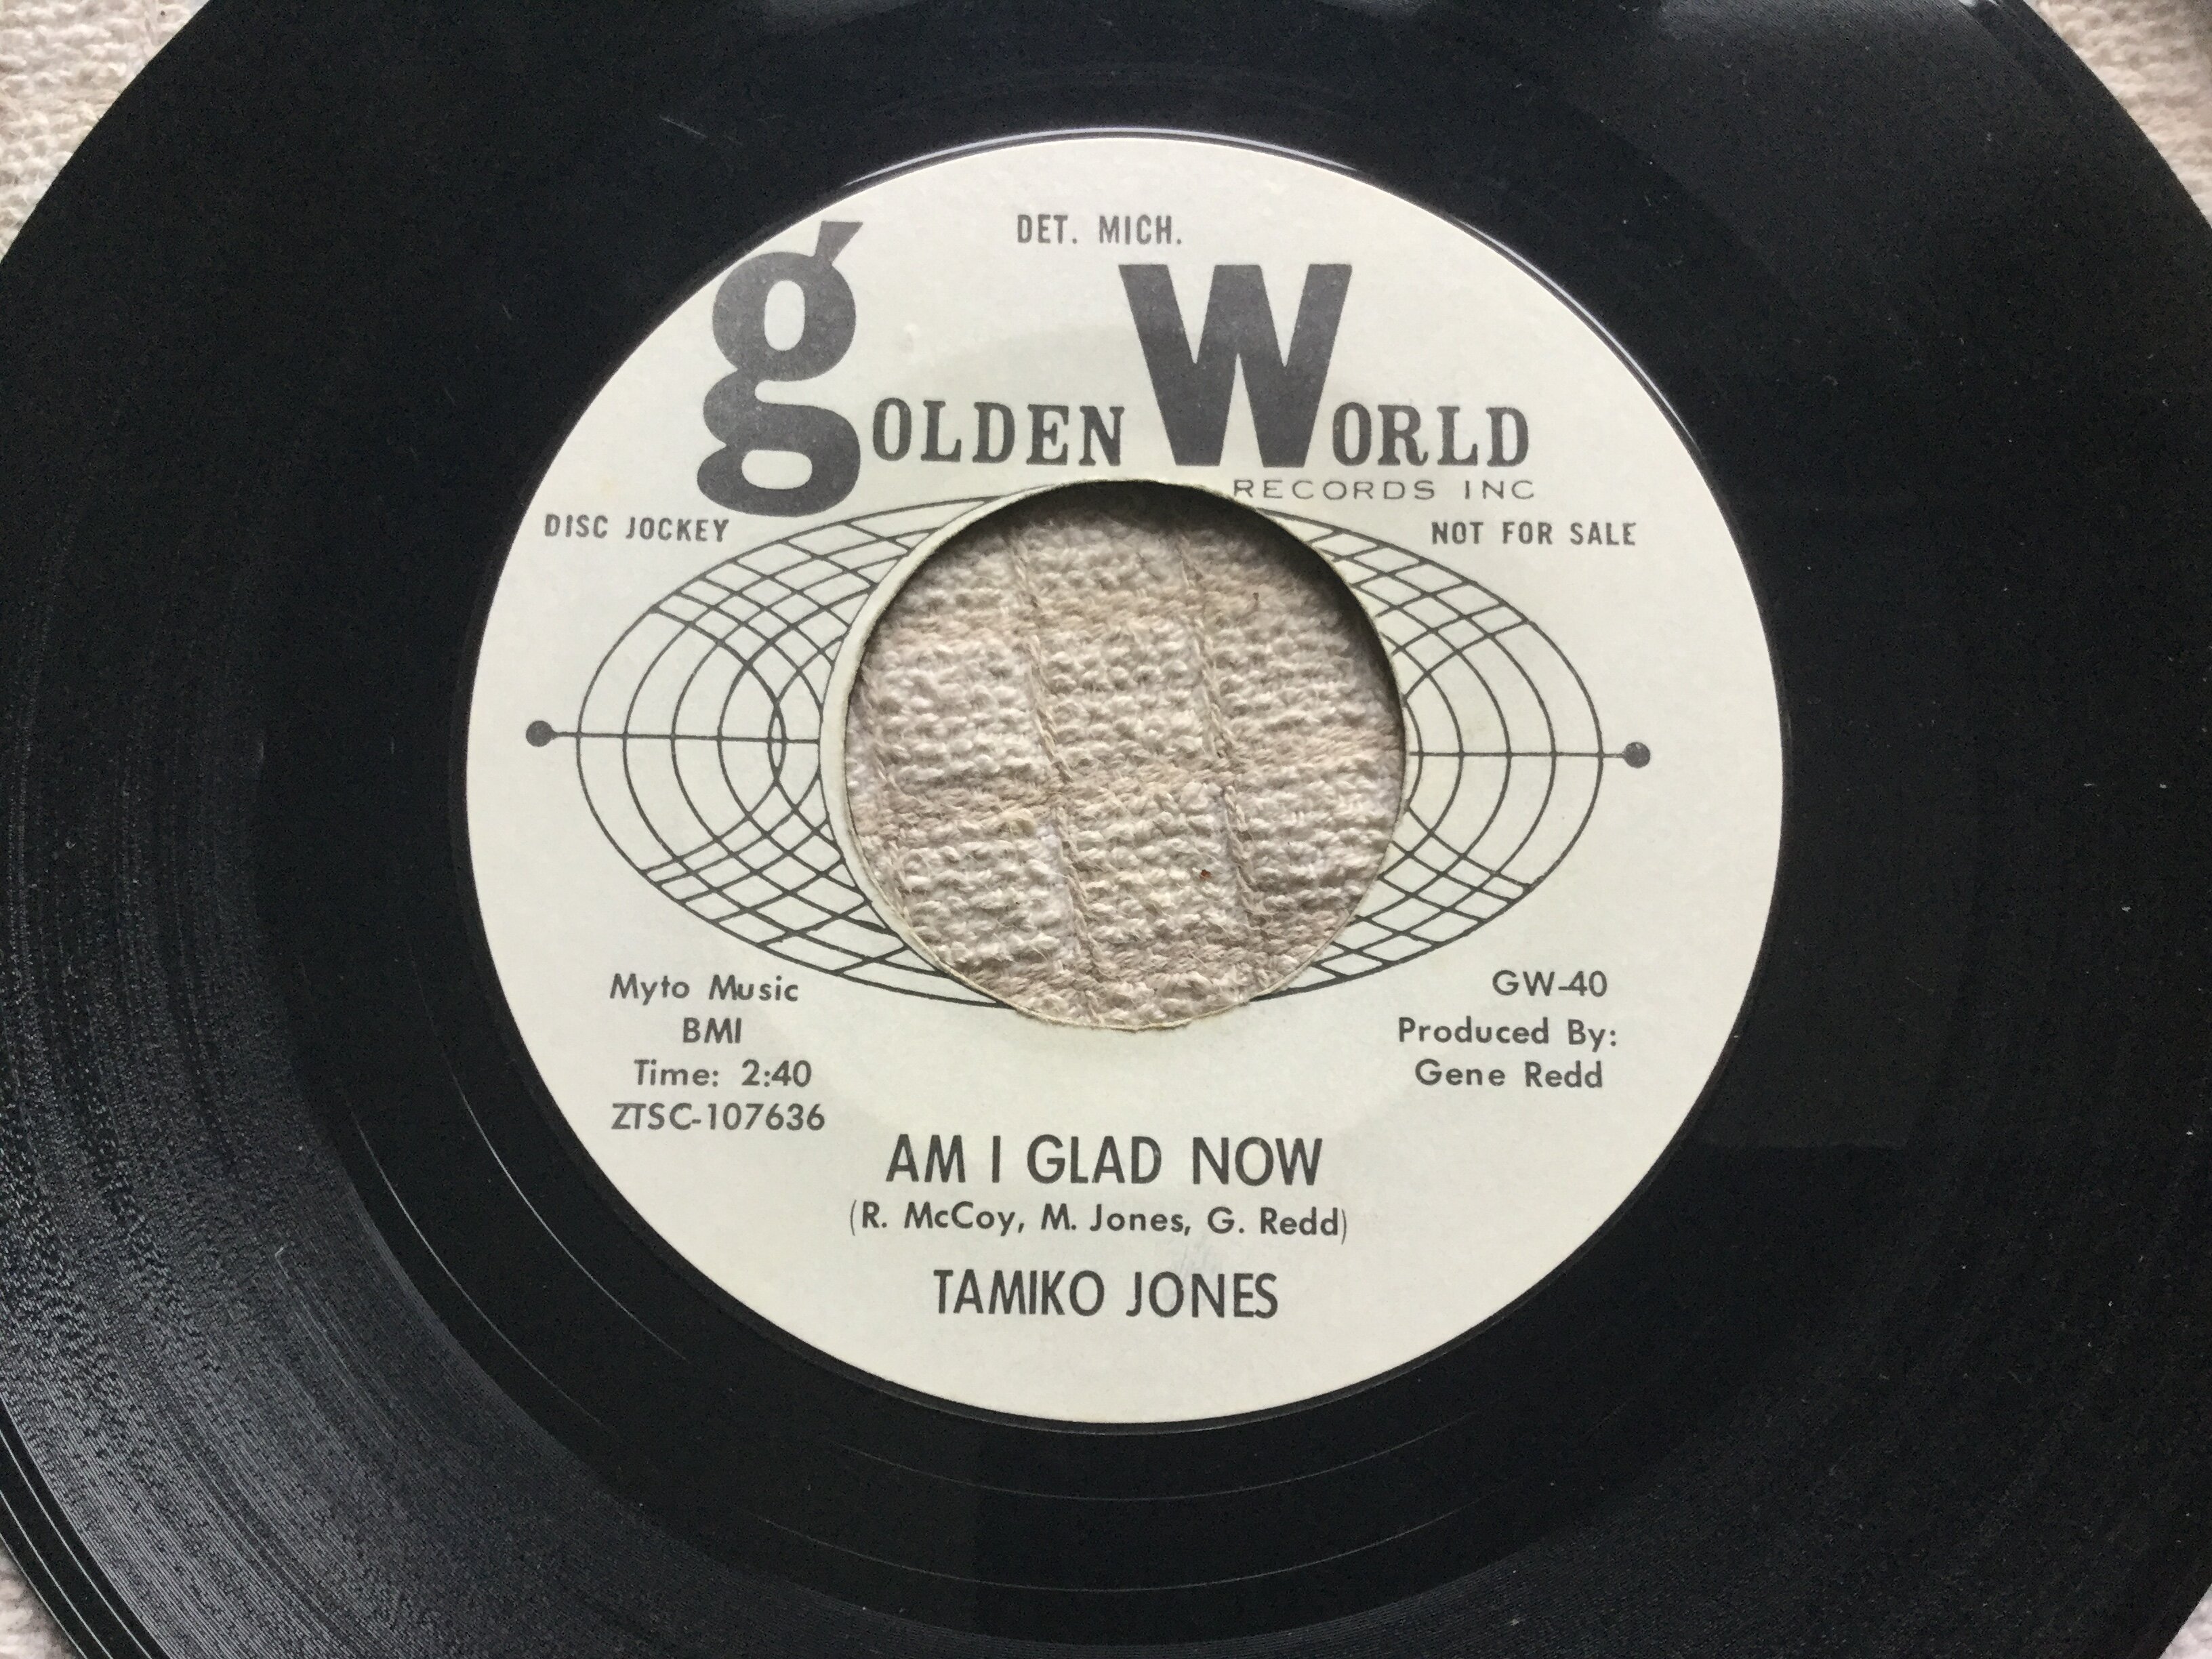 DET. MICH.
gOLDEN WORLD
RECORDS INC
DISC JOCKEY
NOT FOR SALE
Myto Music
BMI
Time: 2:40
ZTSC-107636
GW-40
Produced By:
Gene Redd
AM I GLAD NOW
(R. McCoy, M. Jones, G. Redd)
TAMIKO JONES